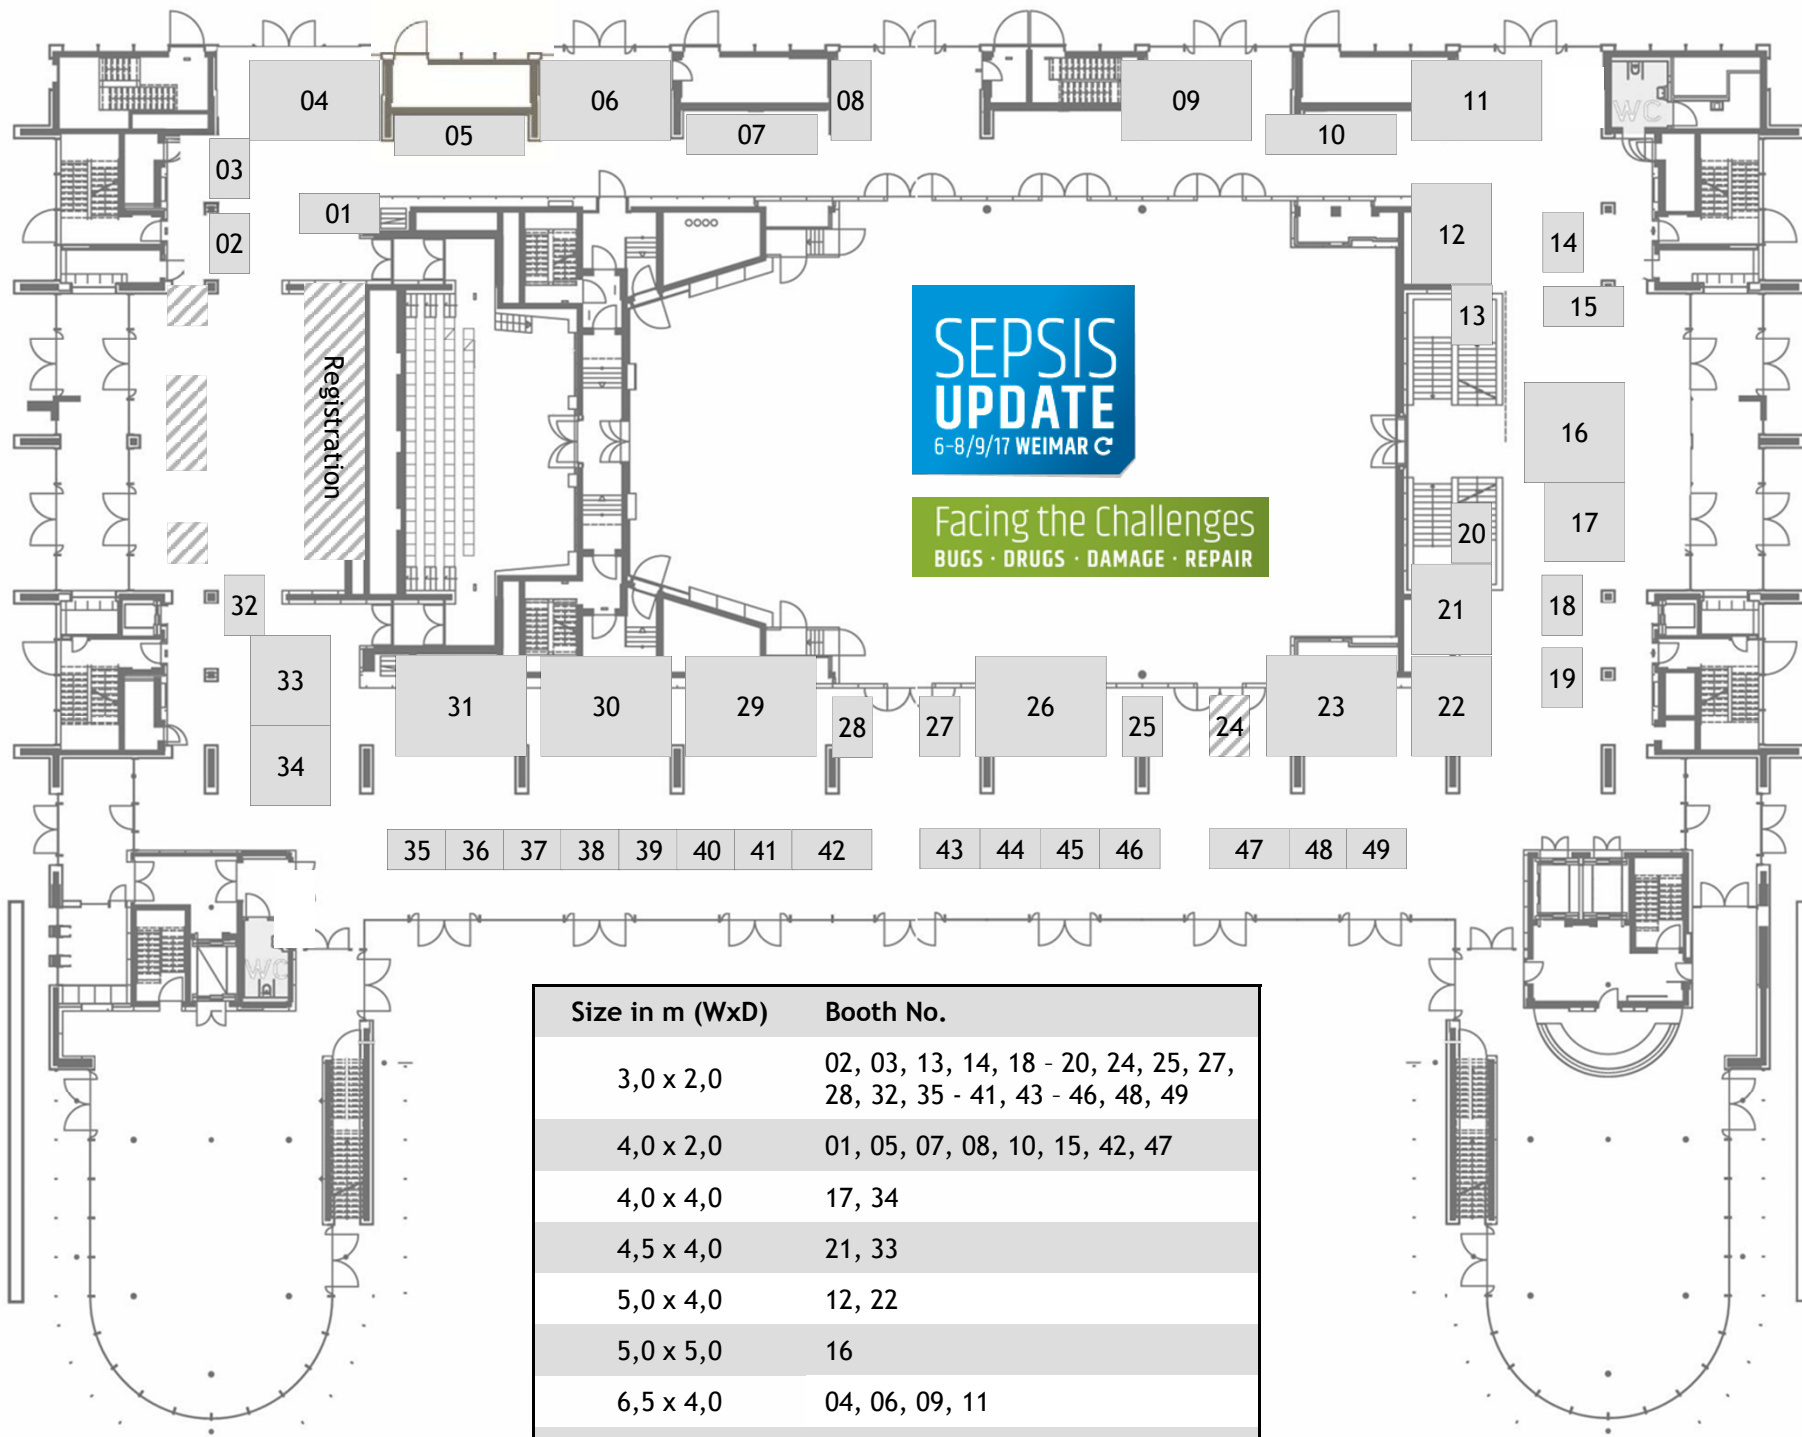 04
06
08
09
11
05
07
10
WC
03
01
02
12
14
13
15
SEPSIS
UPDATE
6-8/9/17 WEIMAR
Registration
16
Facing the Challenges
BUGS · DRUGS · DAMAGE · REPAIR
17
20
32
21
18
33
31
30
29
28
27
26
25
24
23
22
19
34
35 36 37 38 39 40 41 42 43 44 45 46 47 48 49
WC
Size in m (WxD) Booth No.
3,0 x 2,0 02, 03, 13, 14, 18 – 20, 24, 25, 27,
28, 32, 35 - 41, 43 – 46, 48, 49
4,0 x 2,0 01, 05, 07, 08, 10, 15, 42, 47
4,0 x 4,0 17, 34
4,5 x 4,0 21, 33
5,0 x 4,0 12, 22
5,0 x 5,0 16
6,5 x 4,0 04, 06, 09, 11